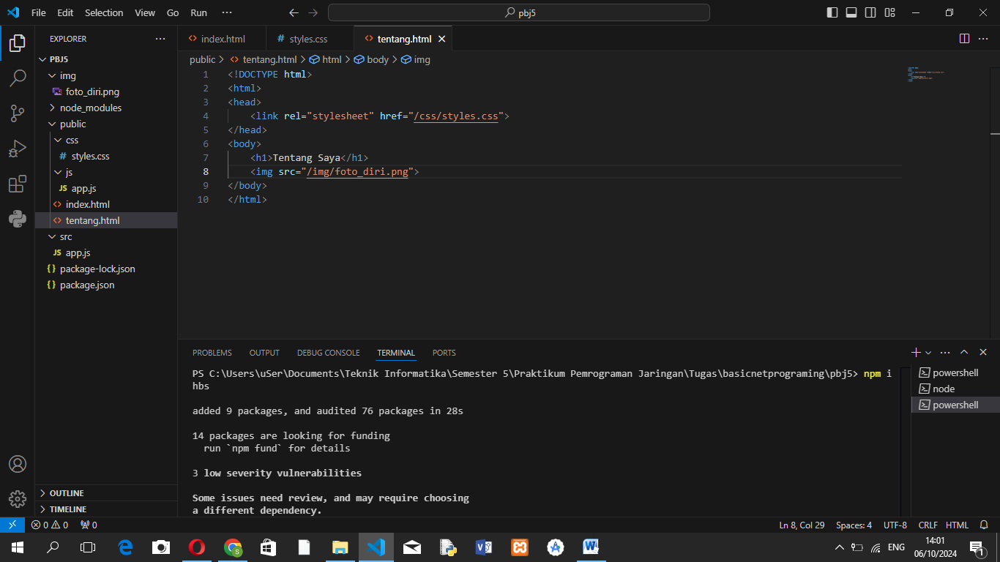 File Edit Selection View Go Run ··· pbj5
EXPLORER ···
PBJ5
img
foto_diri.png
node_modules
public
css
# styles.css
js
JS app.js
index.html
tentang.html
src
JS app.js
{} package-lock.json
{} package.json
OUTLINE
TIMELINE
index.html # styles.css tentang.html
public > tentang.html > html > body > img
1 <!DOCTYPE html>
2 <html>
3 <head>
4 <link rel="stylesheet" href="/css/styles.css">
5 </head>
6 <body>
7 <h1>Tentang Saya</h1>
8 <img src="/img/foto_diri.png">
9 </body>
10 </html>
PROBLEMS OUTPUT DEBUG CONSOLE TERMINAL PORTS
PS C:\Users\uSer\Documents\Teknik Informatika\Semester 5\Praktikum Pemrograman Jaringan\Tugas\basicnetprograming\pbj5> npm i
hbs
added 9 packages, and audited 76 packages in 28s
14 packages are looking for funding
run `npm fund` for details
3 low severity vulnerabilities
Some issues need review, and may require choosing
a different dependency.
powershell
node
powershell
0 0 0 Ln 8, Col 29 Spaces: 4 UTF-8 CRLF HTML
ENG 14:01
06/10/2024
1